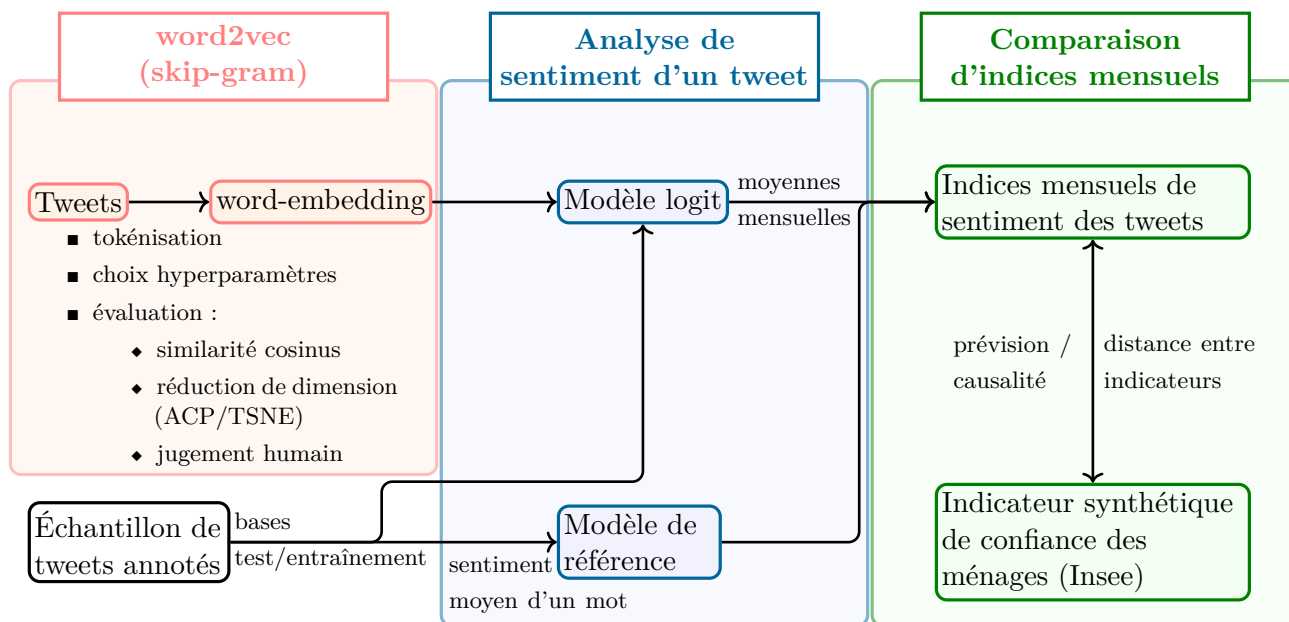 word2vec
(skip-gram)
Analyse de
sentiment d'un tweet
Comparaison
d'indices mensuels
Tweets
word-embedding
■ tokénisation
■ choix hyperparamètres
■ évaluation :
◆ similarité cosinus
◆ réduction de dimension
(ACP/TSNE)
◆ jugement humain
Échantillon de
tweets annotés
bases
test/entraînement
Modèle logit
moyennes
mensuelles
Modèle de
référence
sentiment
moyen d'un mot
Indices mensuels de
sentiment des tweets
prévision /
causalité
distance entre
indicateurs
Indicateur synthétique
de confiance des
ménages (Insee)